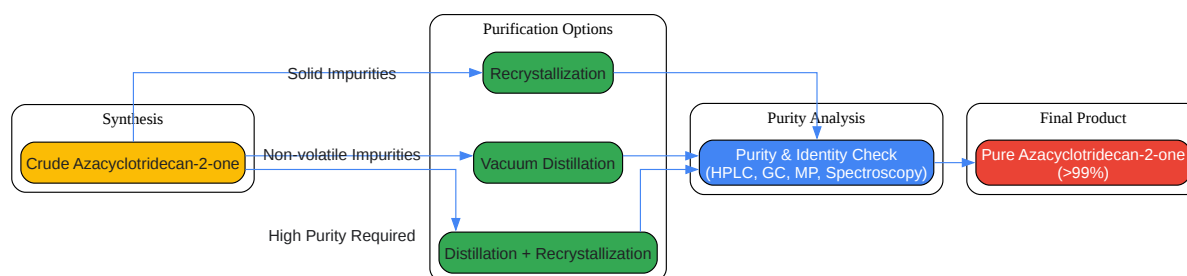 Purification Options
Solid Impurities
Recrystallization
Synthesis
Purity Analysis
Final Product
Crude Azacyclotridecan-2-one
Non-volatile Impurities
Vacuum Distillation
Purity & Identity Check
(HPLC, GC, MP, Spectroscopy)
Pure Azacyclotridecan-2-one
(>99%)
High Purity Required
Distillation + Recrystallization